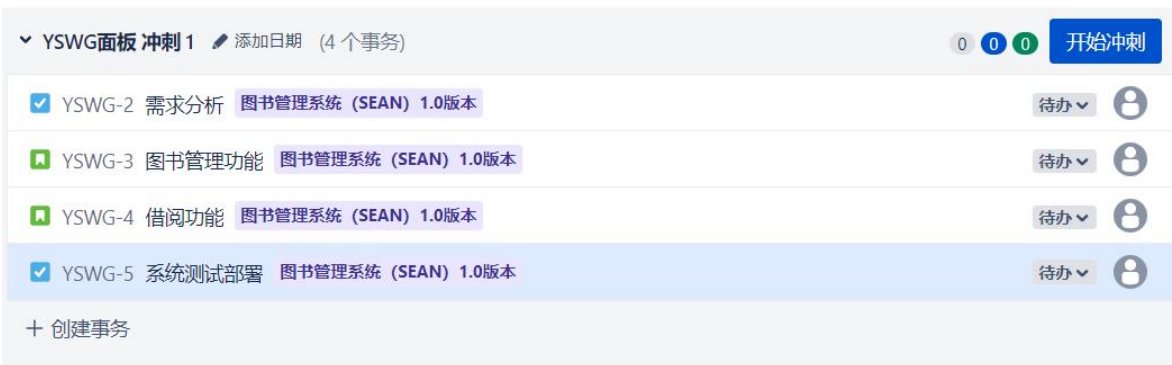 YSWG面板 冲刺 1 添加日期 (4 个事务) 0 0 0 开始冲刺
YSWG-2 需求分析 图书管理系统（SEAN）1.0版本 待办
YSWG-3 图书管理功能 图书管理系统（SEAN）1.0版本 待办
YSWG-4 借阅功能 图书管理系统（SEAN）1.0版本 待办
YSWG-5 系统测试部署 图书管理系统（SEAN）1.0版本 待办
+ 创建事务